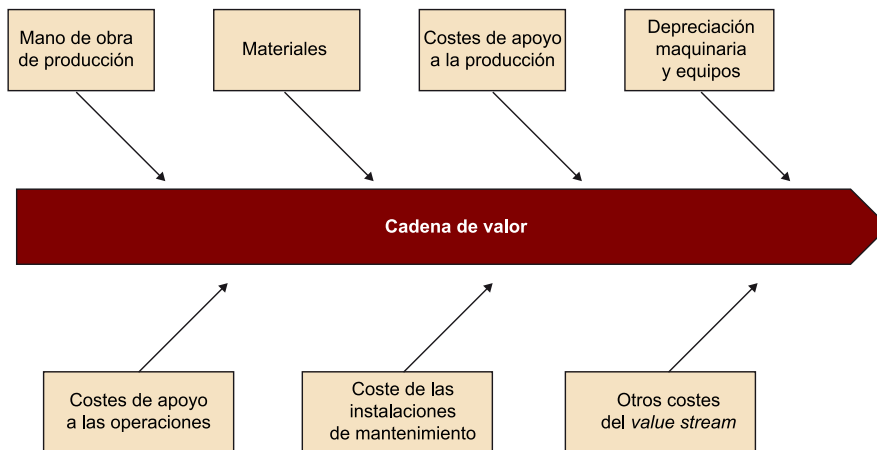 Mano de obra
de producción
Materiales
Costes de apoyo
a la producción
Depreciación
maquinaria
y equipos
Cadena de valor
Costes de apoyo
a las operaciones
Coste de las
instalaciones
de mantenimiento
Otros costes
del value stream